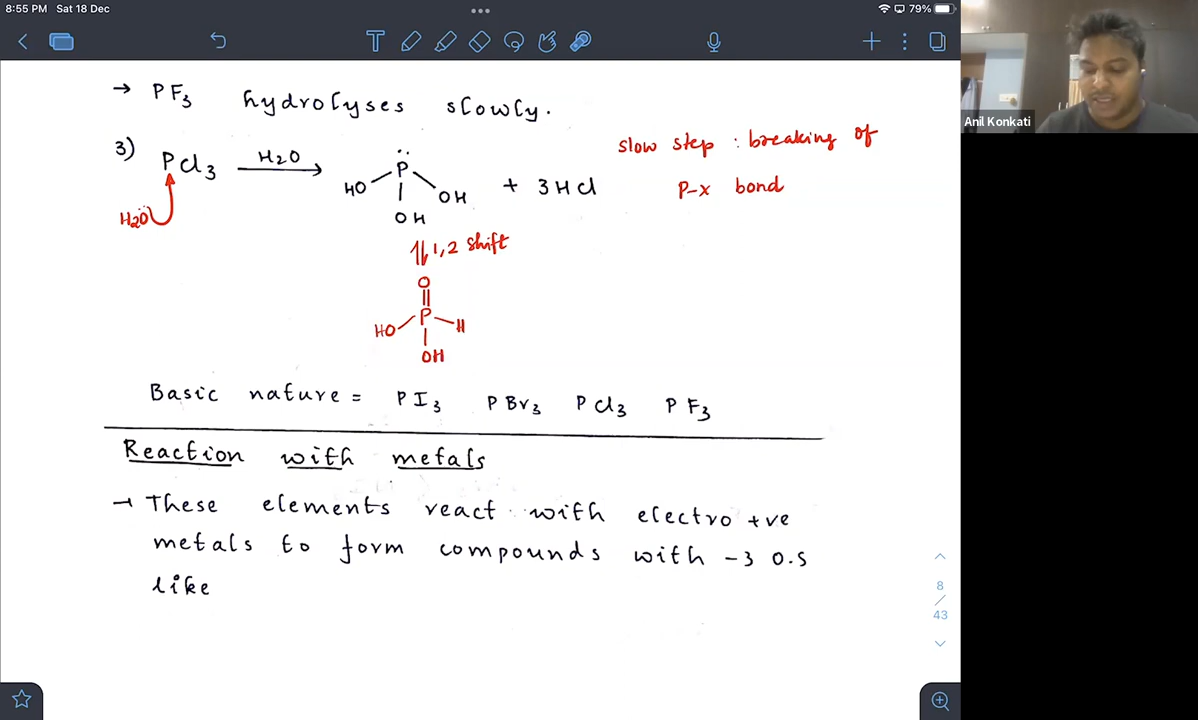 8:55 PM Sat 18 Dec
79%
Anil Konkati
→ PF3 hydrolyses slowly.
3) PCl3 H2O → P HO OH OH + 3HCl
H2O
slow step : breaking of
P-x bond
⇌ 1,2 shift
O
HO P H
OH
Basic nature = PI3 PBr3 PCl3 PF3
Reaction with metals
→ These elements react with electro +ve
metals to form compounds with -3 O.S
like
8
/
43